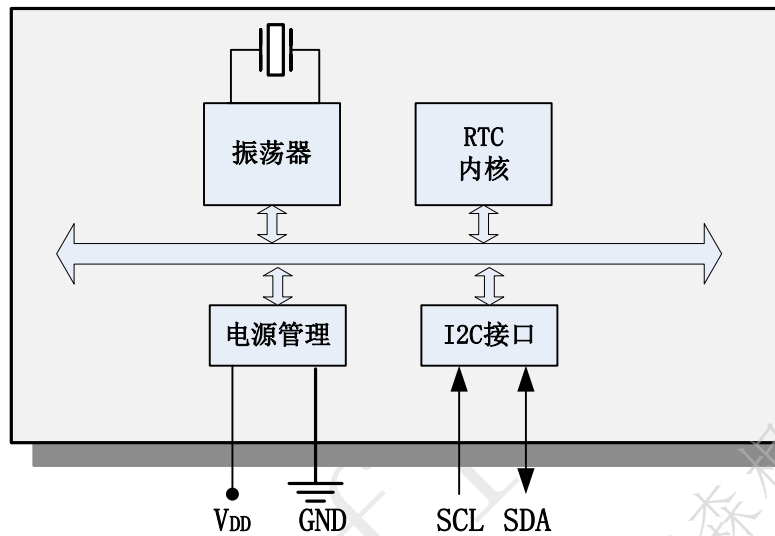 振荡器
RTC
内核
电源管理
I2C接口
VDD
GND
SCL
SDA